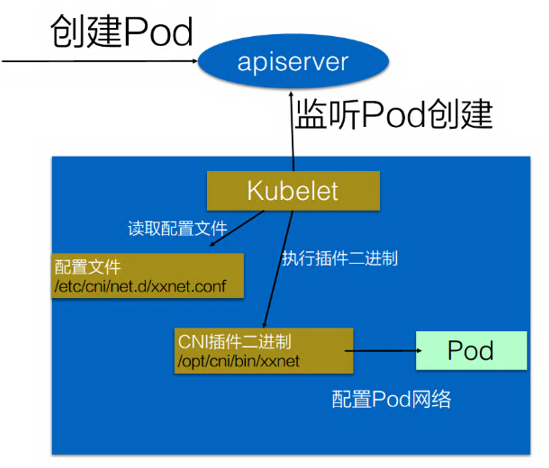 创建Pod
apiserver
监听Pod创建
Kubelet
读取配置文件
执行插件二进制
配置文件
/etc/cni/net.d/xxnet.conf
CNI插件二进制
/opt/cni/bin/xxnet
Pod
配置Pod网络